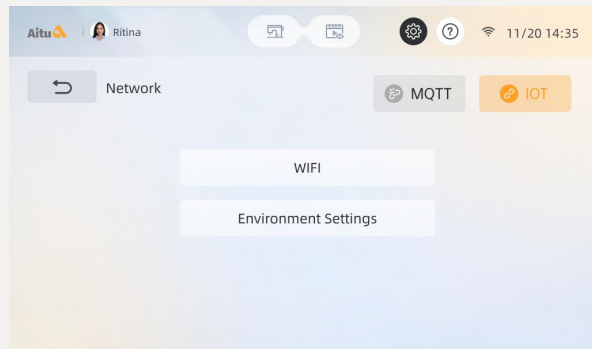 Aitu Ritina ? 11/20 14:35
Network MQTT IOT
WIFI
Environment Settings